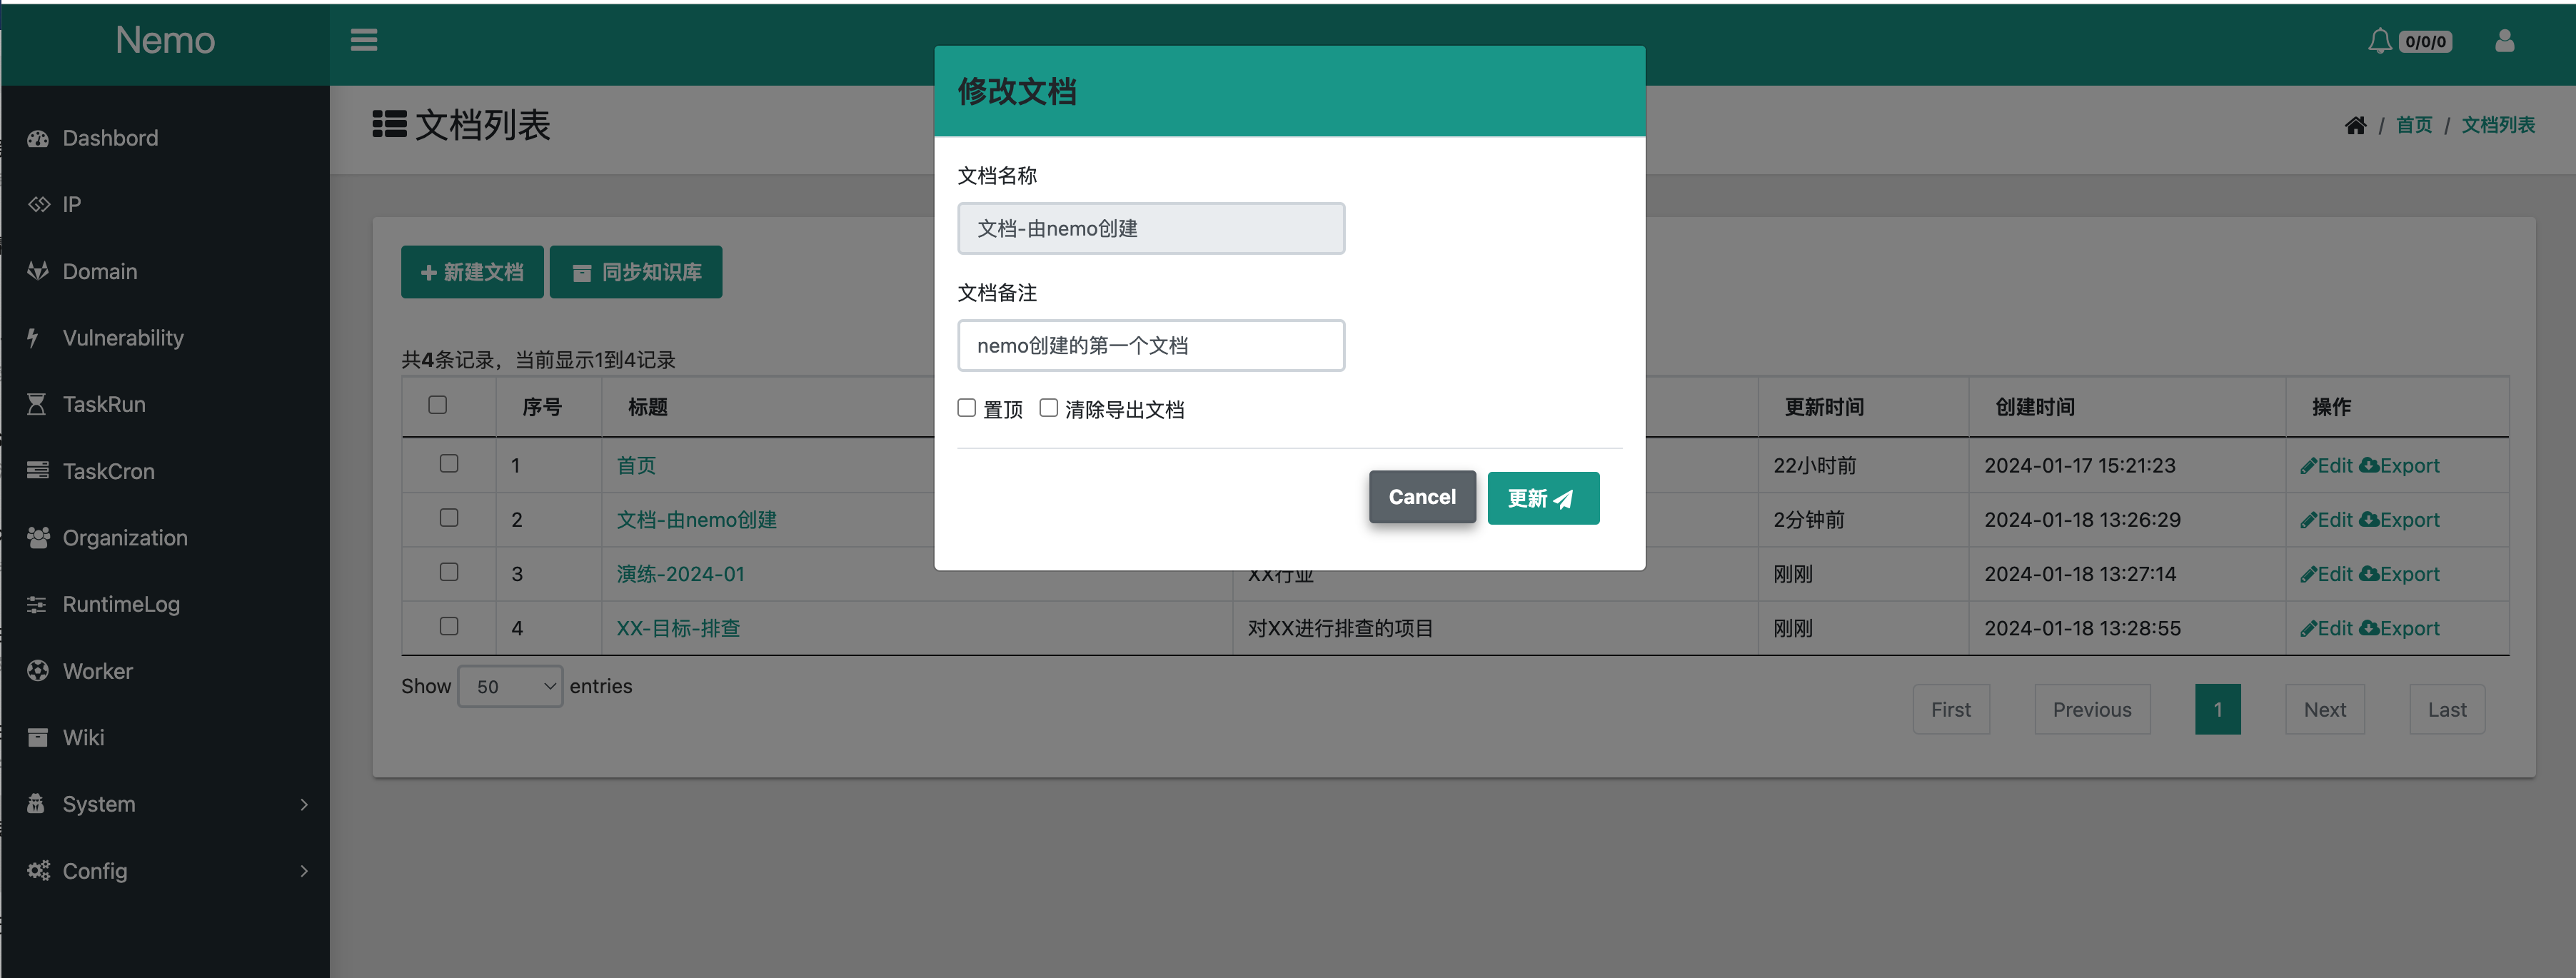 Nemo
0/0/0
Dashbord
IP
Domain
Vulnerability
TaskRun
TaskCron
Organization
RuntimeLog
Worker
Wiki
System
Config
文档列表
/ 首页 / 文档列表
新建文档 同步知识库
共4条记录，当前显示1到4记录
序号 标题 更新时间 创建时间 操作
1 首页 22小时前 2024-01-17 15:21:23 Edit Export
2 文档-由nemo创建 2分钟前 2024-01-18 13:26:29 Edit Export
3 演练-2024-01 XX行业 刚刚 2024-01-18 13:27:14 Edit Export
4 XX-目标-排查 对XX进行排查的项目 刚刚 2024-01-18 13:28:55 Edit Export
Show 50 entries
First Previous 1 Next Last
修改文档
文档名称
文档-由nemo创建
文档备注
nemo创建的第一个文档
置顶 清除导出文档
Cancel 更新